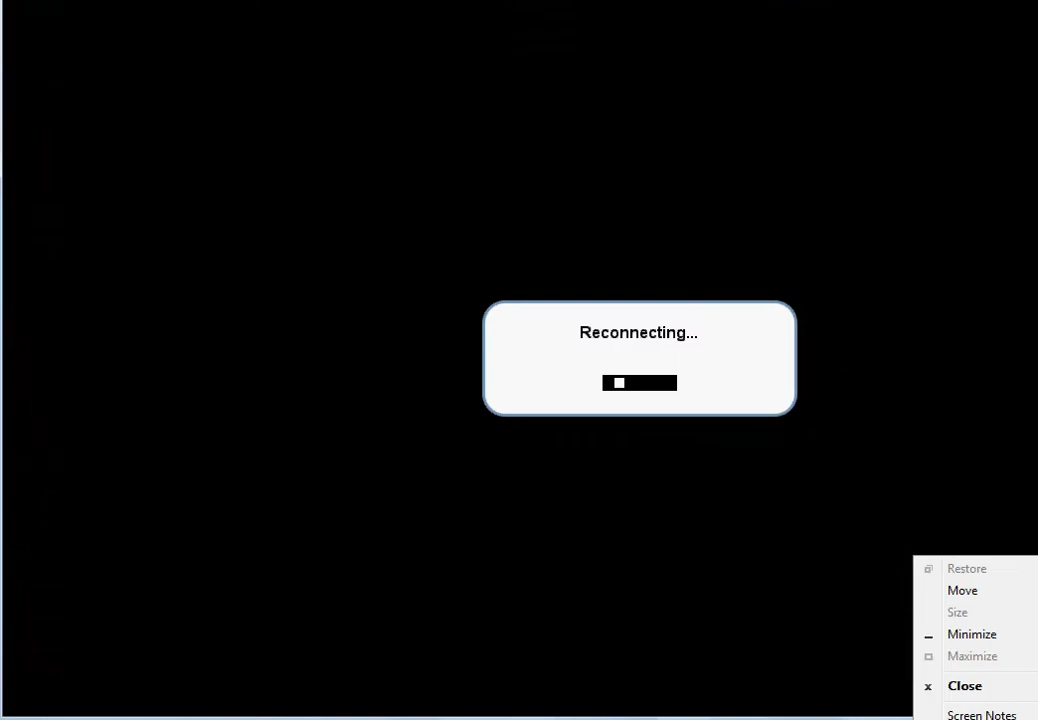 Reconnecting...
Restore
Move
Size
Minimize
Maximize
x Close
Screen Notes